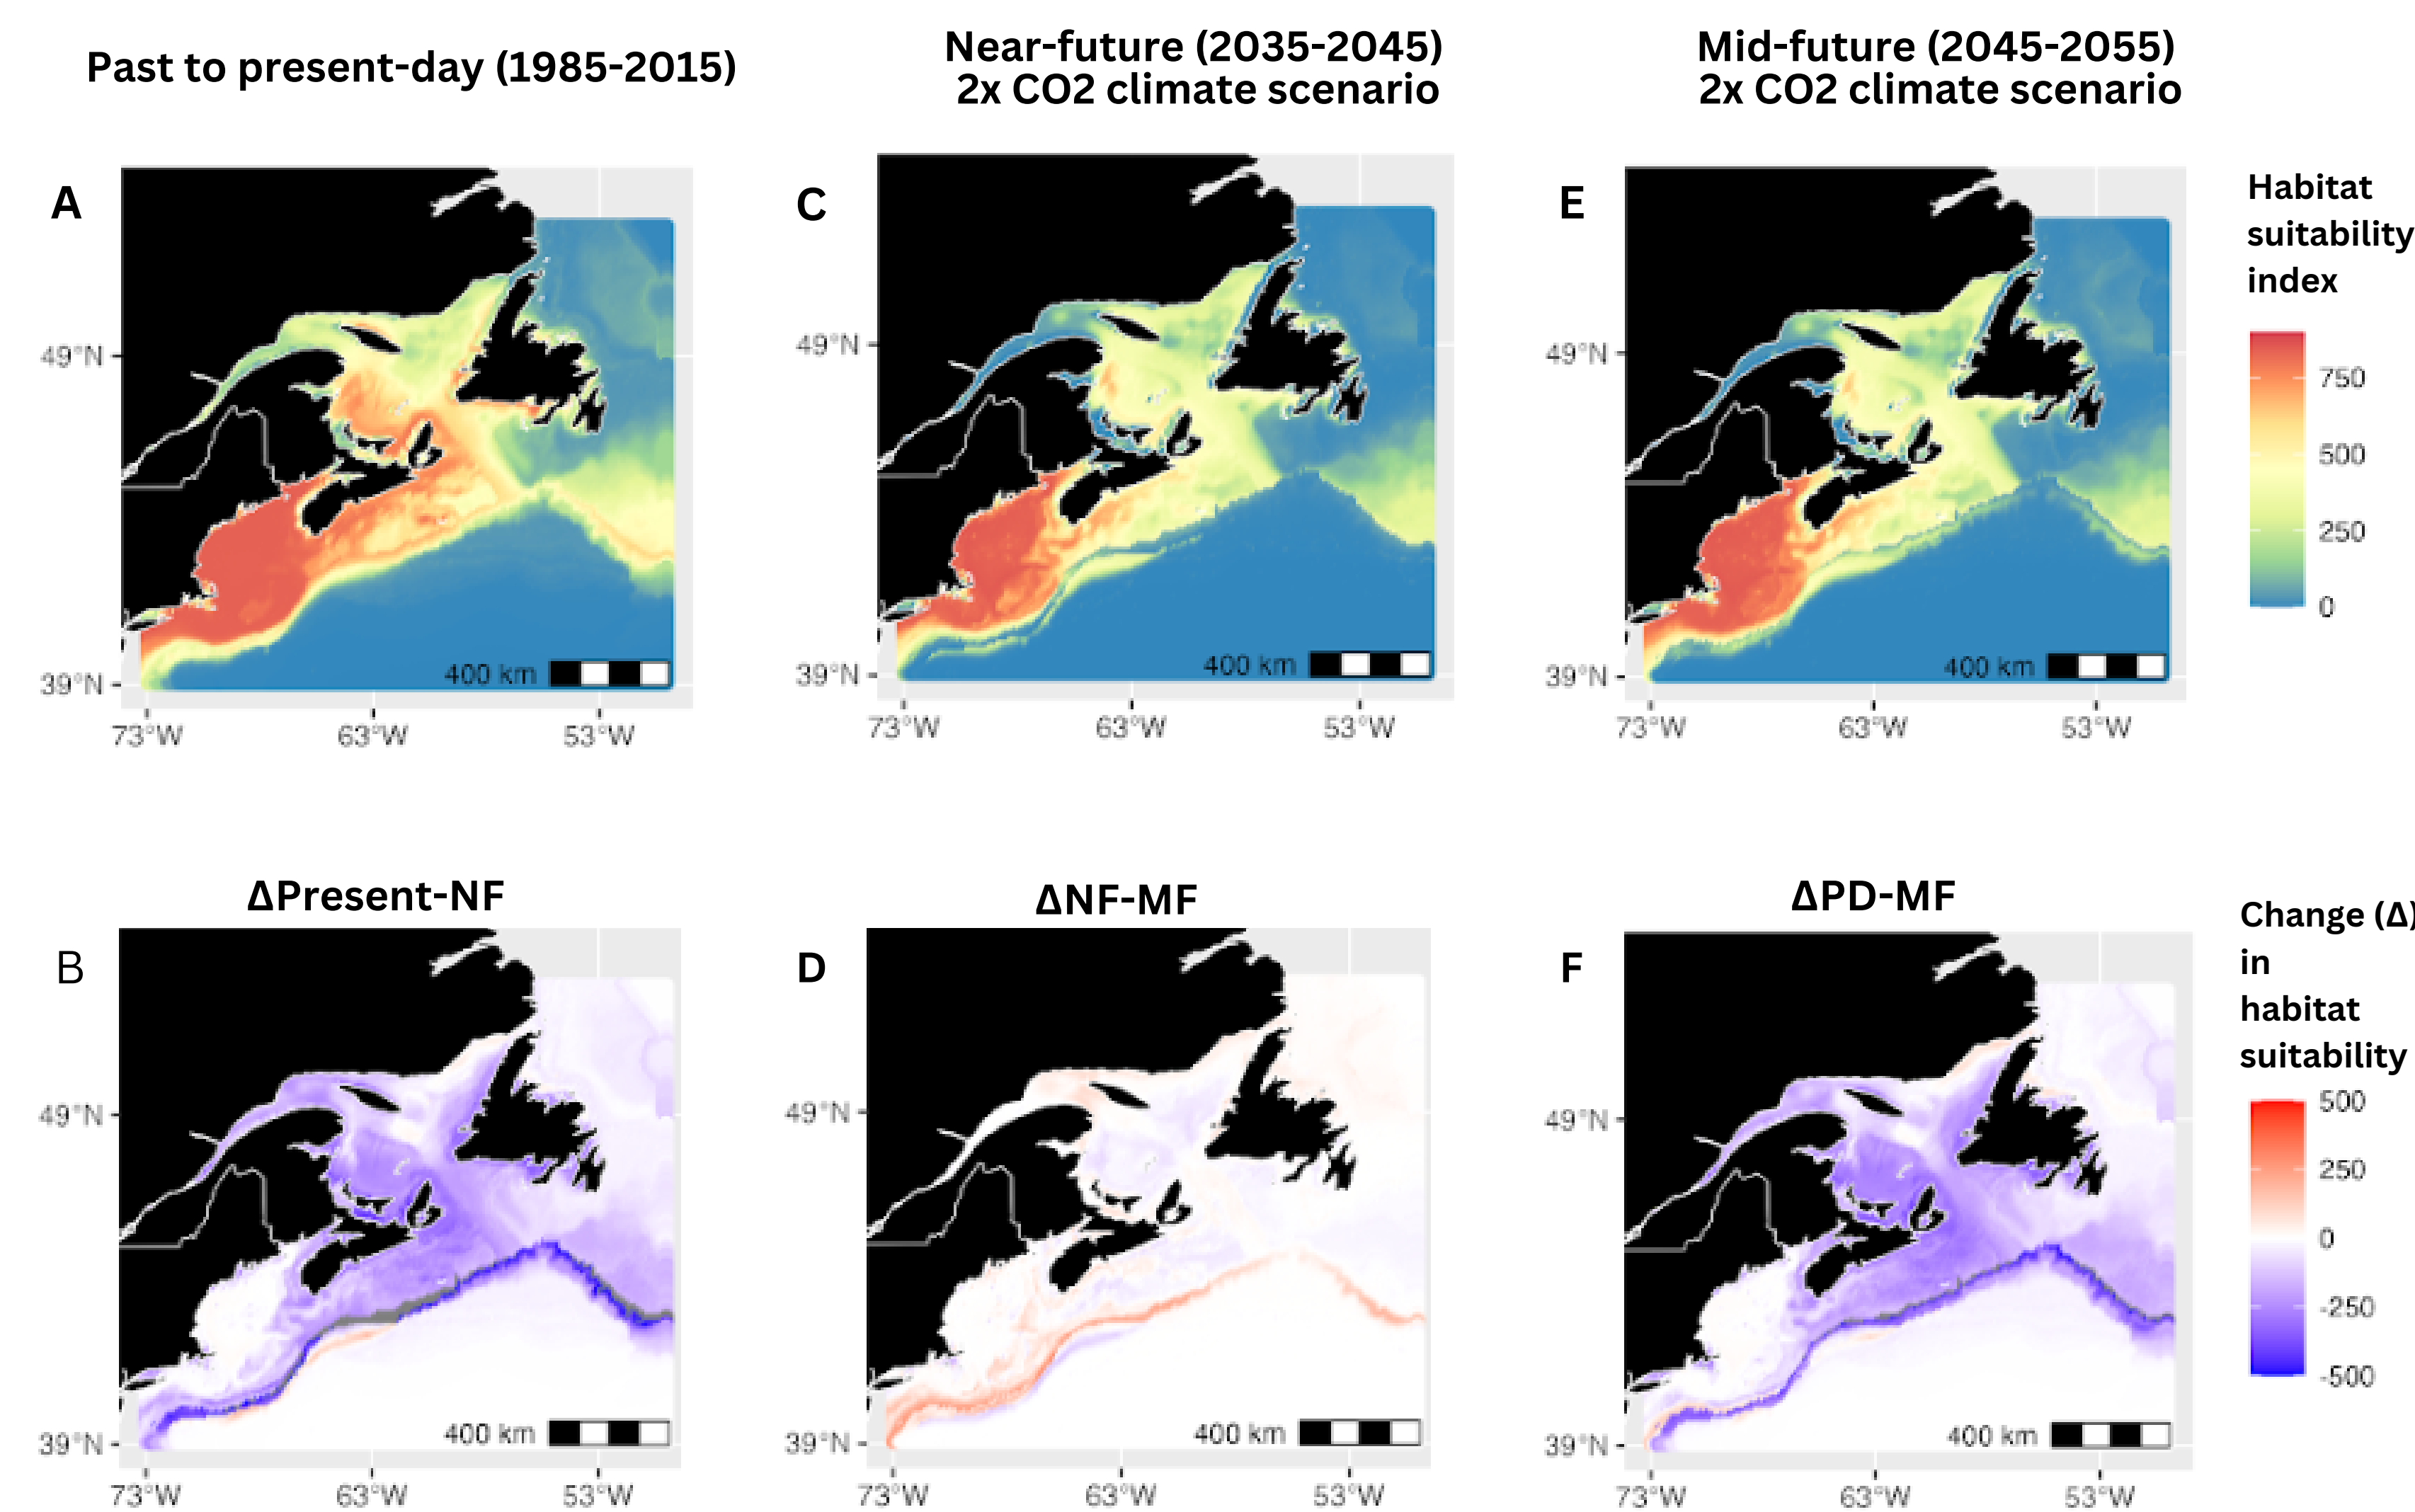 Past to present-day (1985-2015)
Near-future (2035-2045)
2x CO2 climate scenario
Mid-future (2045-2055)
2x CO2 climate scenario
A
49°N
39°N
400 km
73°W 63°W 53°W
C
49°N
39°N
400 km
73°W 63°W 53°W
E
49°N
39°N
400 km
73°W 63°W 53°W
Habitat
suitability
index
750
500
250
0
ΔPresent-NF
ΔNF-MF
ΔPD-MF
B
49°N
39°N
400 km
73°W 63°W 53°W
D
49°N
39°N
400 km
73°W 63°W 53°W
F
49°N
39°N
400 km
73°W 63°W 53°W
Change (Δ)
in
habitat
suitability
500
250
0
-250
-500